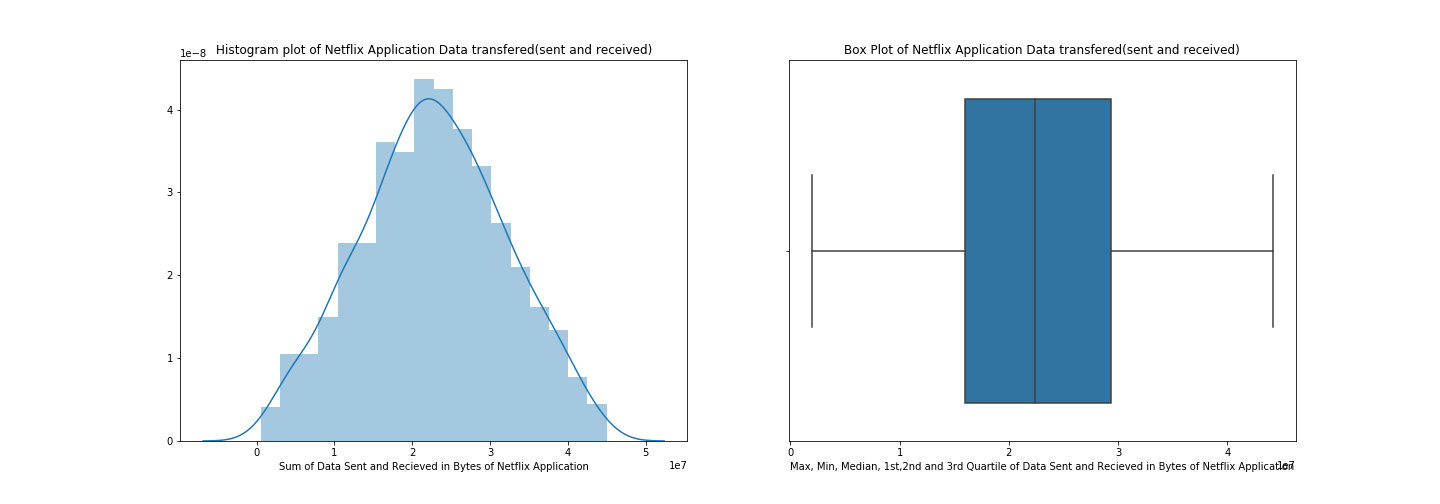 Histogram plot of Netflix Application Data transfered(sent and received)
1e−8
4
3
2
1
0
0 1 2 3 4 5
1e7
Sum of Data Sent and Recieved in Bytes of Netflix Application
Box Plot of Netflix Application Data transfered(sent and received)
0 1 2 3 4
1e7
Max, Min, Median, 1st,2nd and 3rd Quartile of Data Sent and Recieved in Bytes of Netflix Application